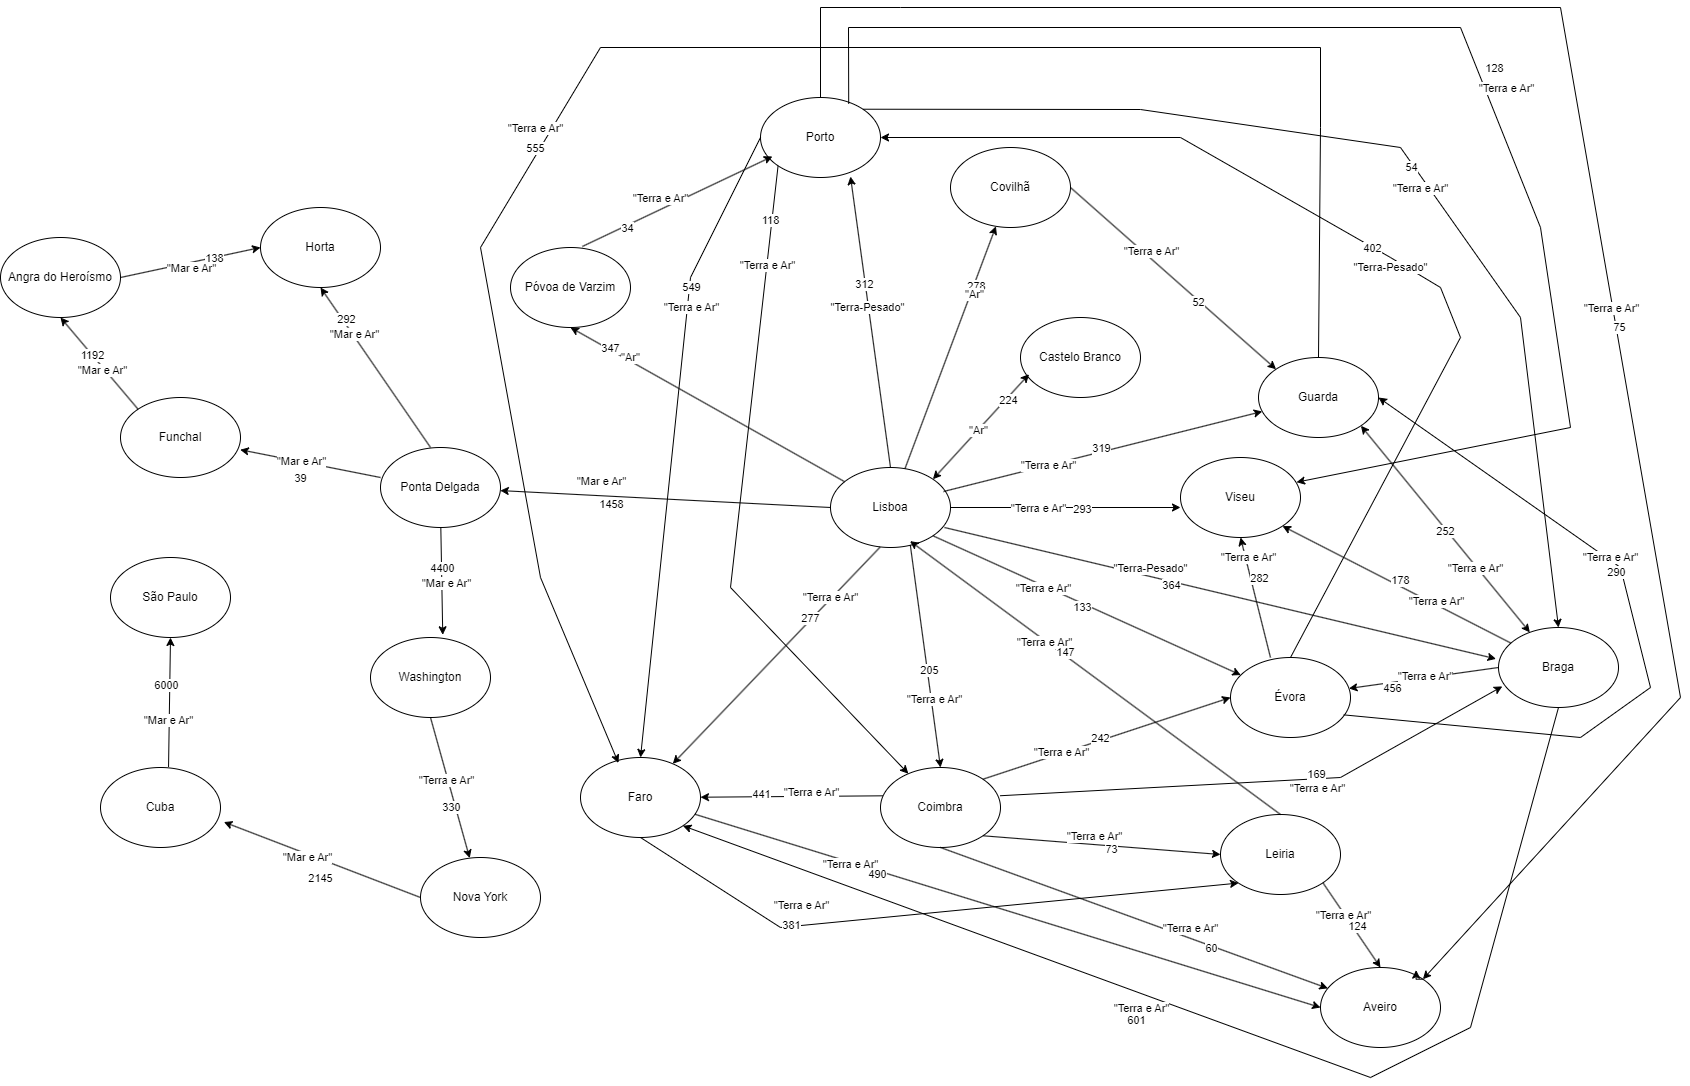 128
"Terra e Ar"
"Terra e Ar"
555
Porto
54
"Terra e Ar"
Covilhã
"Terra e Ar"
34
118
"Terra e Ar"
Horta
402
"Terra-Pesado"
"Terra e Ar"
52
138
"Mar e Ar"
Angra do Heroísmo
Póvoa de Varzim
549
"Terra e Ar"
312
"Terra-Pesado"
278
"Ar"
"Terra e Ar"
75
292
"Mar e Ar"
1192
"Mar e Ar"
347
"Ar"
Castelo Branco
Guarda
224
"Ar"
Funchal
319
"Terra e Ar"
"Mar e Ar"
39
Ponta Delgada
"Mar e Ar"
1458
Lisboa
"Terra e Ar"
293
Viseu
252
"Terra e Ar"
"Terra e Ar"
282
"Terra e Ar"
290
4400
"Mar e Ar"
"Terra-Pesado"
364
178
"Terra e Ar"
São Paulo
"Terra e Ar"
277
"Terra e Ar"
133
"Terra e Ar"
147
205
"Terra e Ar"
Washington
6000
"Mar e Ar"
Évora
"Terra e Ar"
456
Braga
242
"Terra e Ar"
169
"Terra e Ar"
"Terra e Ar"
330
Cuba
Faro
441
"Terra e Ar"
Coimbra
"Terra e Ar"
73
Leiria
"Mar e Ar"
2145
"Terra e Ar"
490
Nova York
"Terra e Ar"
381
"Terra e Ar"
60
"Terra e Ar"
124
"Terra e Ar"
601
Aveiro